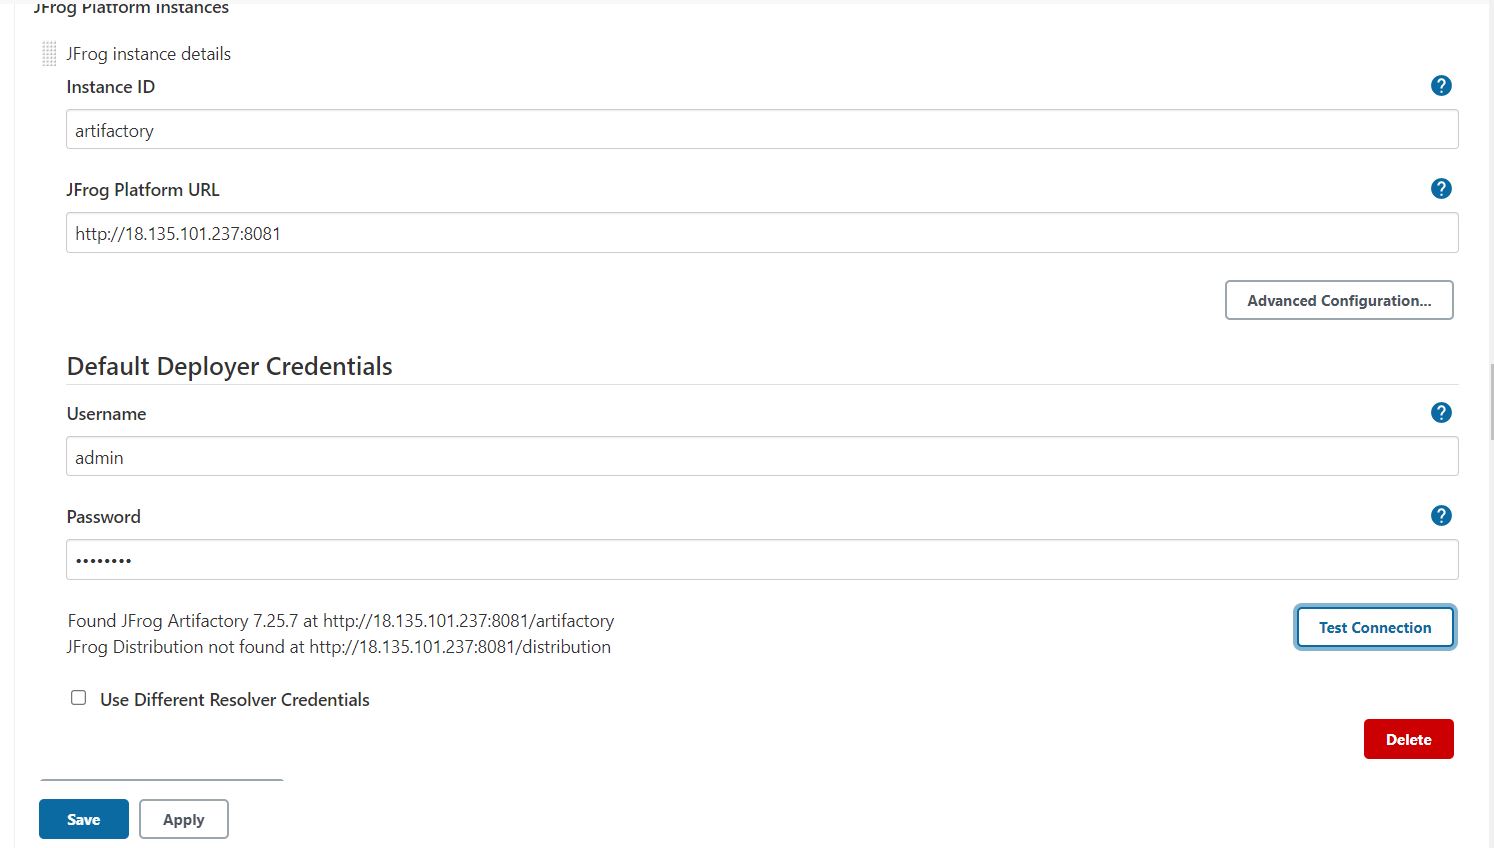 JFrog Platform Instances
JFrog instance details
Instance ID
?
artifactory
JFrog Platform URL
?
http://18.135.101.237:8081
Advanced Configuration...
Default Deployer Credentials
Username
?
admin
Password
?
••••••••
Found JFrog Artifactory 7.25.7 at http://18.135.101.237:8081/artifactory
JFrog Distribution not found at http://18.135.101.237:8081/distribution
Test Connection
Use Different Resolver Credentials
Delete
Save
Apply